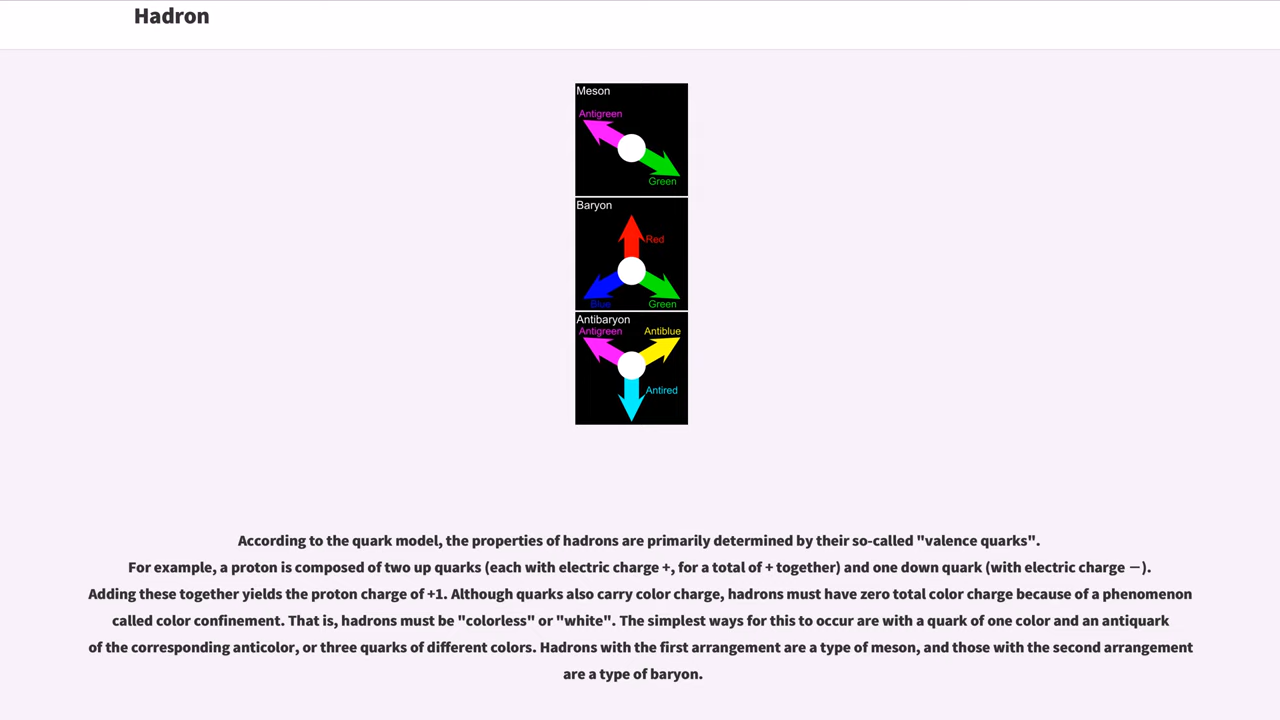 Hadron
Meson
Antigreen
Green
Baryon
Red
Blue
Green
Antibaryon
Antigreen Antiblue
Antired
According to the quark model, the properties of hadrons are primarily determined by their so-called "valence quarks".
For example, a proton is composed of two up quarks (each with electric charge +, for a total of + together) and one down quark (with electric charge −).
Adding these together yields the proton charge of +1. Although quarks also carry color charge, hadrons must have zero total color charge because of a phenomenon
called color confinement. That is, hadrons must be "colorless" or "white". The simplest ways for this to occur are with a quark of one color and an antiquark
of the corresponding anticolor, or three quarks of different colors. Hadrons with the first arrangement are a type of meson, and those with the second arrangement
are a type of baryon.